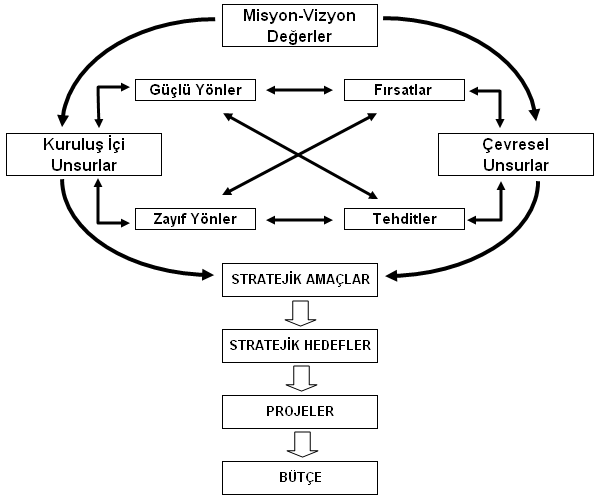 Misyon-Vizyon
Değerler
Güçlü Yönler
Fırsatlar
Kuruluş İçi
Unsurlar
Çevresel
Unsurlar
Zayıf Yönler
Tehditler
STRATEJİK AMAÇLAR
STRATEJİK HEDEFLER
PROJELER
BÜTÇE